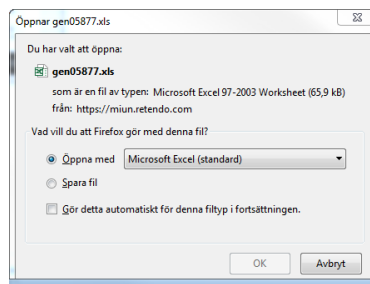 Öppnar gen05877.xls
Du har valt att öppna:
gen05877.xls
som är en fil av typen: Microsoft Excel 97-2003 Worksheet (65,9 kB)
från: https://miun.retendo.com
Vad vill du att Firefox gör med denna fil?
Öppna med Microsoft Excel (standard)
Spara fil
Gör detta automatiskt för denna filtyp i fortsättningen.
OK Avbryt